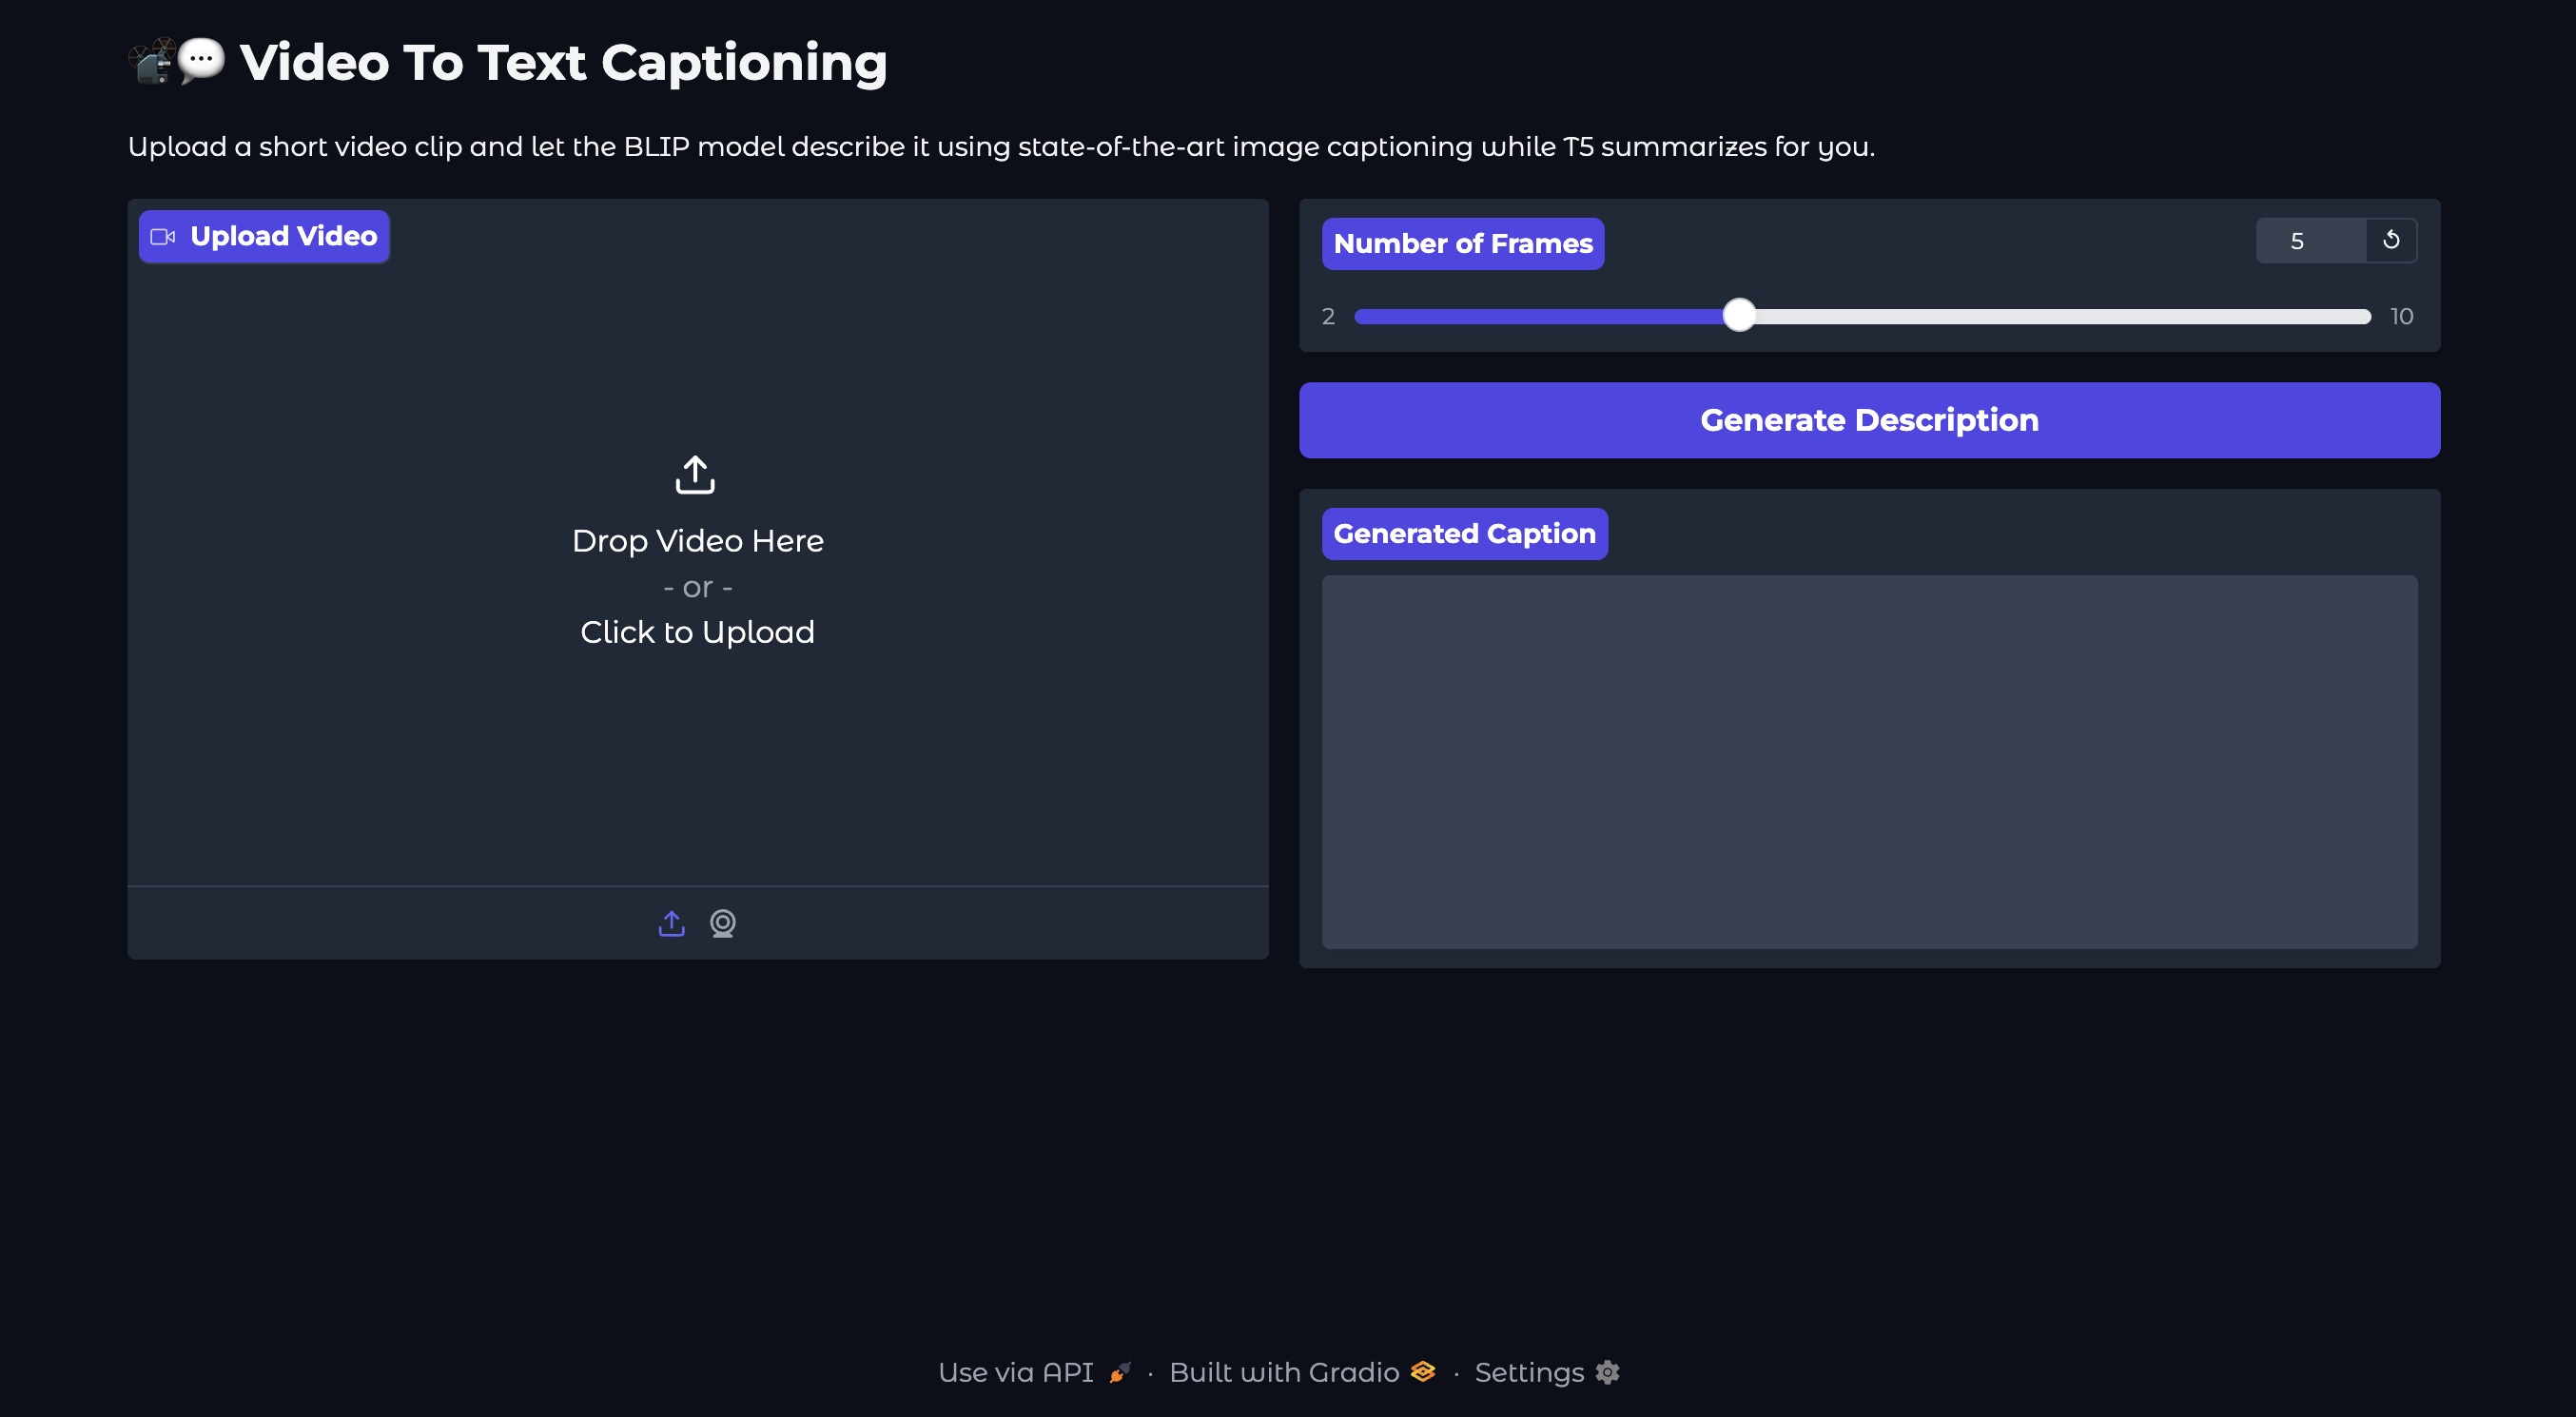 Video To Text Captioning
Upload a short video clip and let the BLIP model describe it using state-of-the-art image captioning while T5 summarizes for you.
Upload Video
Drop Video Here
- or -
Click to Upload
Number of Frames
5
2
10
Generate Description
Generated Caption
Use via API · Built with Gradio · Settings